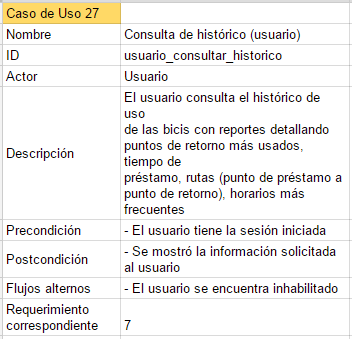 Caso de Uso 27
Nombre Consulta de histórico (usuario)
ID usuario_consultar_historico
Actor Usuario
Descripción
El usuario consulta el histórico de
uso
de las bicis con reportes detallando
puntos de retorno más usados,
tiempo de
préstamo, rutas (punto de préstamo a
punto de retorno), horarios más
frecuentes
Precondición - El usuario tiene la sesión iniciada
Postcondición
- Se mostró la información solicitada
al usuario
Flujos alternos - El usuario se encuentra inhabilitado
Requerimiento
correspondiente 7